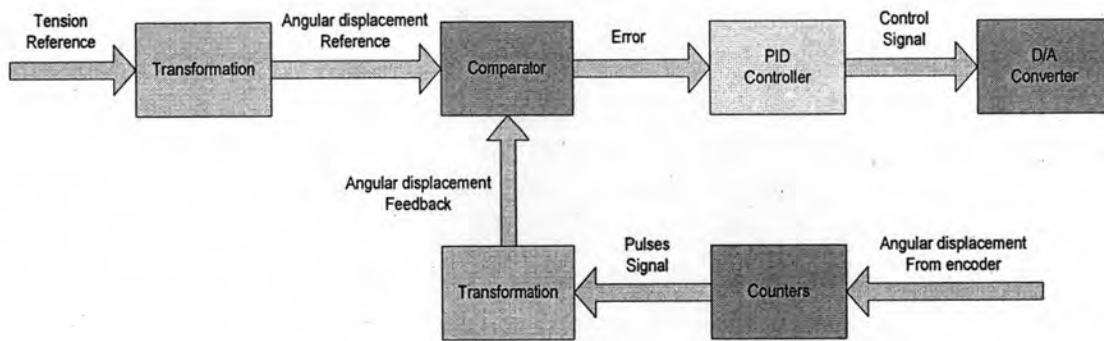 Tension
Reference
Transformation
Angular displacement
Reference
Comparator
Error
PID
Controller
Control
Signal
D/A
Converter
Angular displacement
Feedback
Transformation
Pulses
Signal
Counters
Angular displacement
From encoder